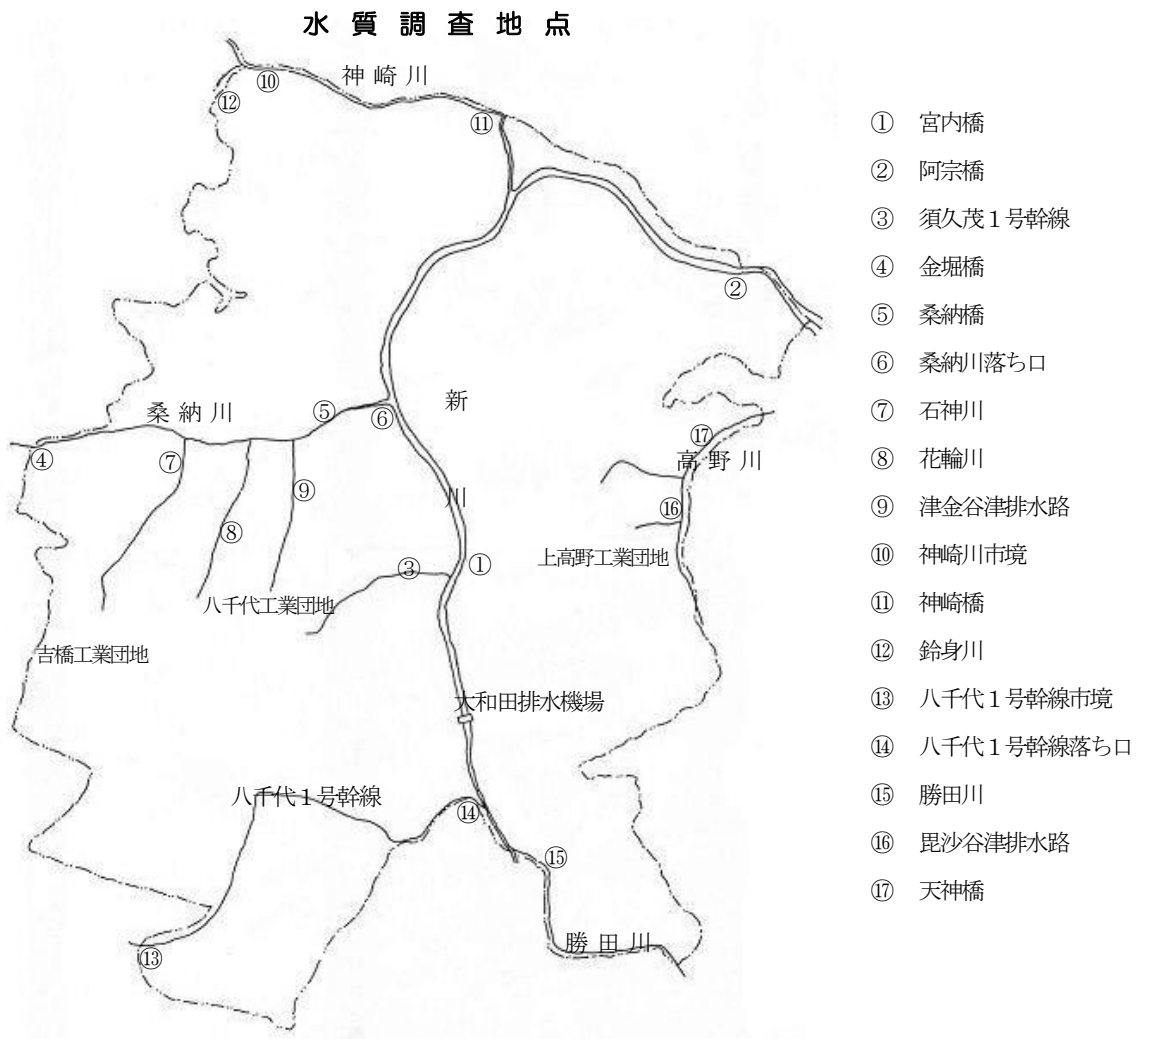 水質調査地点
神崎川
⑩
⑫
⑪
②
新川
桑納川
⑤
⑥
④
⑦
⑧
⑨
高野川
⑰
⑯
上高野工業団地
①
③
八千代工業団地
吉橋工業団地
大和田排水機場
八千代１号幹線
⑭
⑮
勝田川
⑬
① 宮内橋
② 阿宗橋
③ 須久茂１号幹線
④ 金堀橋
⑤ 桑納橋
⑥ 桑納川落ち口
⑦ 石神川
⑧ 花輪川
⑨ 津金谷津排水路
⑩ 神崎川市境
⑪ 神崎橋
⑫ 鈴身川
⑬ 八千代１号幹線市境
⑭ 八千代１号幹線落ち口
⑮ 勝田川
⑯ 毘沙谷津排水路
⑰ 天神橋